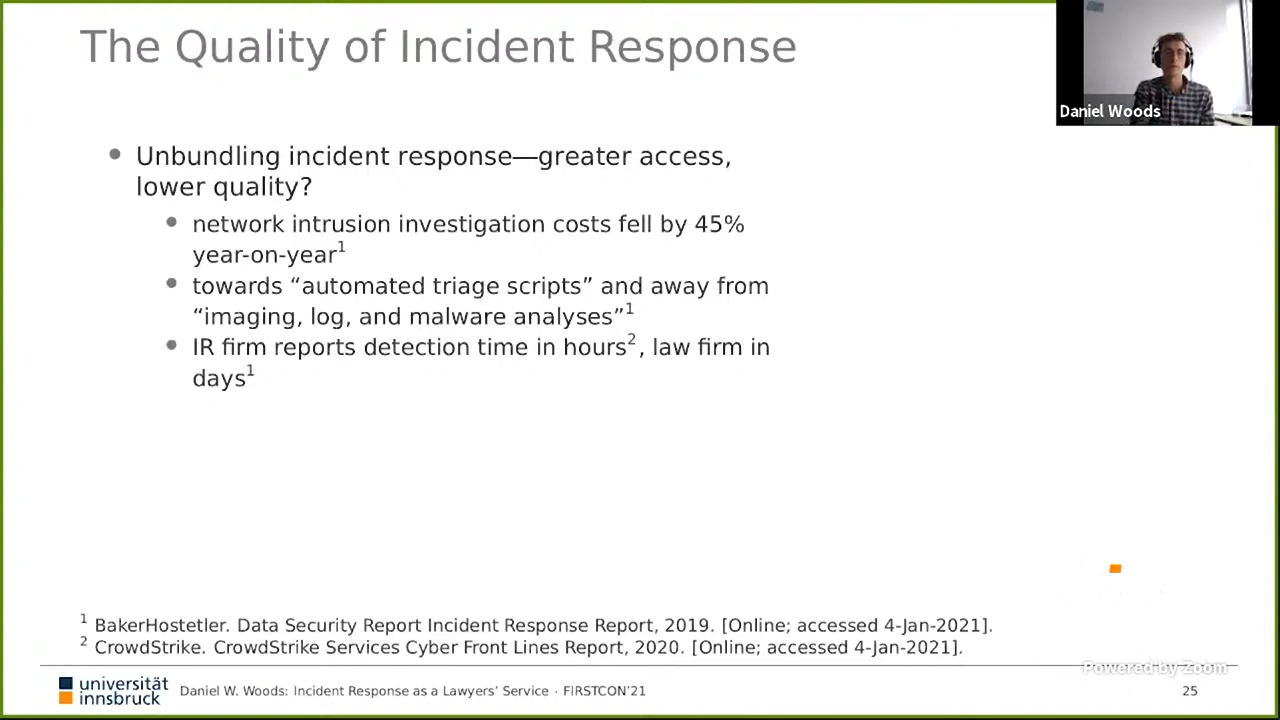 The Quality of Incident Response
Daniel Woods
Unbundling incident response—greater access,
lower quality?
network intrusion investigation costs fell by 45%
year-on-year1
towards “automated triage scripts” and away from
“imaging, log, and malware analyses”1
IR firm reports detection time in hours2, law firm in
days1
1 BakerHostetler. Data Security Report Incident Response Report, 2019. [Online; accessed 4-Jan-2021].
2 CrowdStrike. CrowdStrike Services Cyber Front Lines Report, 2020. [Online; accessed 4-Jan-2021].
Powered by Zoom
universität
innsbruck
Daniel W. Woods: Incident Response as a Lawyers’ Service · FIRSTCON’21
25